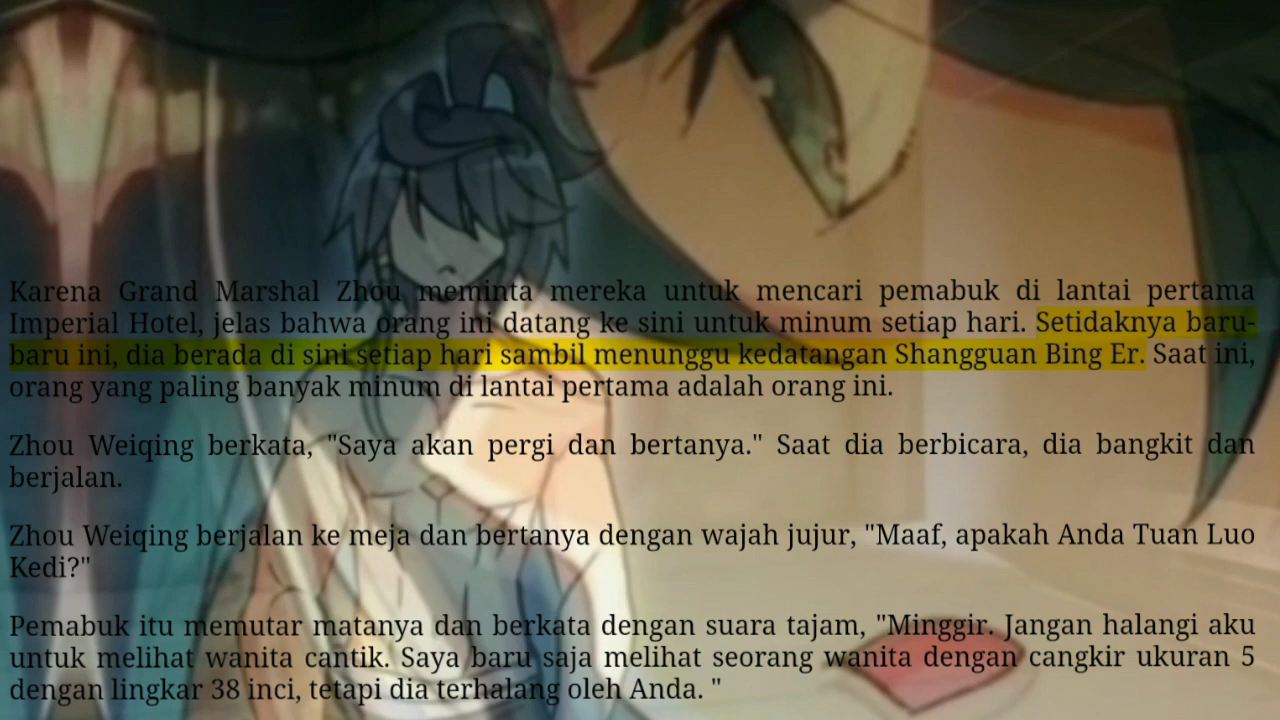 Karena Grand Marshal Zhou meminta mereka untuk mencari pemabuk di lantai pertama
Imperial Hotel, jelas bahwa orang ini datang ke sini untuk minum setiap hari. Setidaknya baru-
baru ini, dia berada di sini setiap hari sambil menunggu kedatangan Shangguan Bing Er. Saat ini,
orang yang paling banyak minum di lantai pertama adalah orang ini.
Zhou Weiqing berkata, "Saya akan pergi dan bertanya." Saat dia berbicara, dia bangkit dan
berjalan.
Zhou Weiqing berjalan ke meja dan bertanya dengan wajah jujur, "Maaf, apakah Anda Tuan Luo
Kedi?"
Pemabuk itu memutar matanya dan berkata dengan suara tajam, "Minggir. Jangan halangi aku
untuk melihat wanita cantik. Saya baru saja melihat seorang wanita dengan cangkir ukuran 5
dengan lingkar 38 inci, tetapi dia terhalang oleh Anda. "